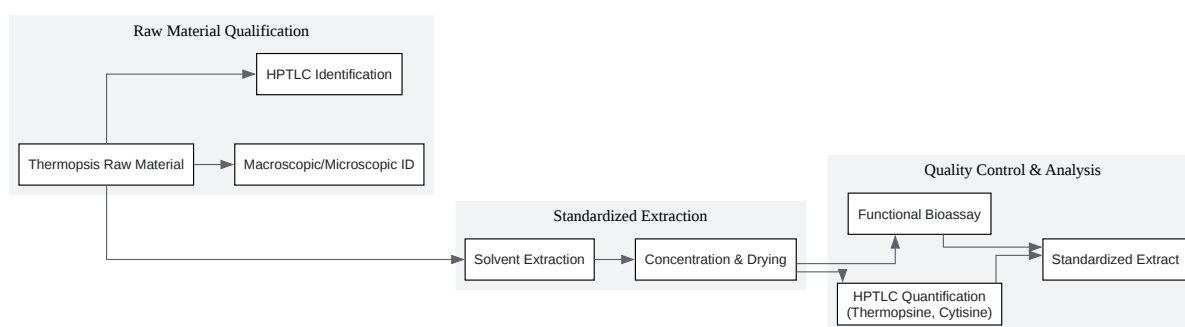 Raw Material Qualification
HPTLC Identification
Thermopsis Raw Material
Macroscopic/Microscopic ID
Standardized Extraction
Solvent Extraction
Concentration & Drying
Quality Control & Analysis
Functional Bioassay
HPTLC Quantification
(Thermopsine, Cytisine)
Standardized Extract